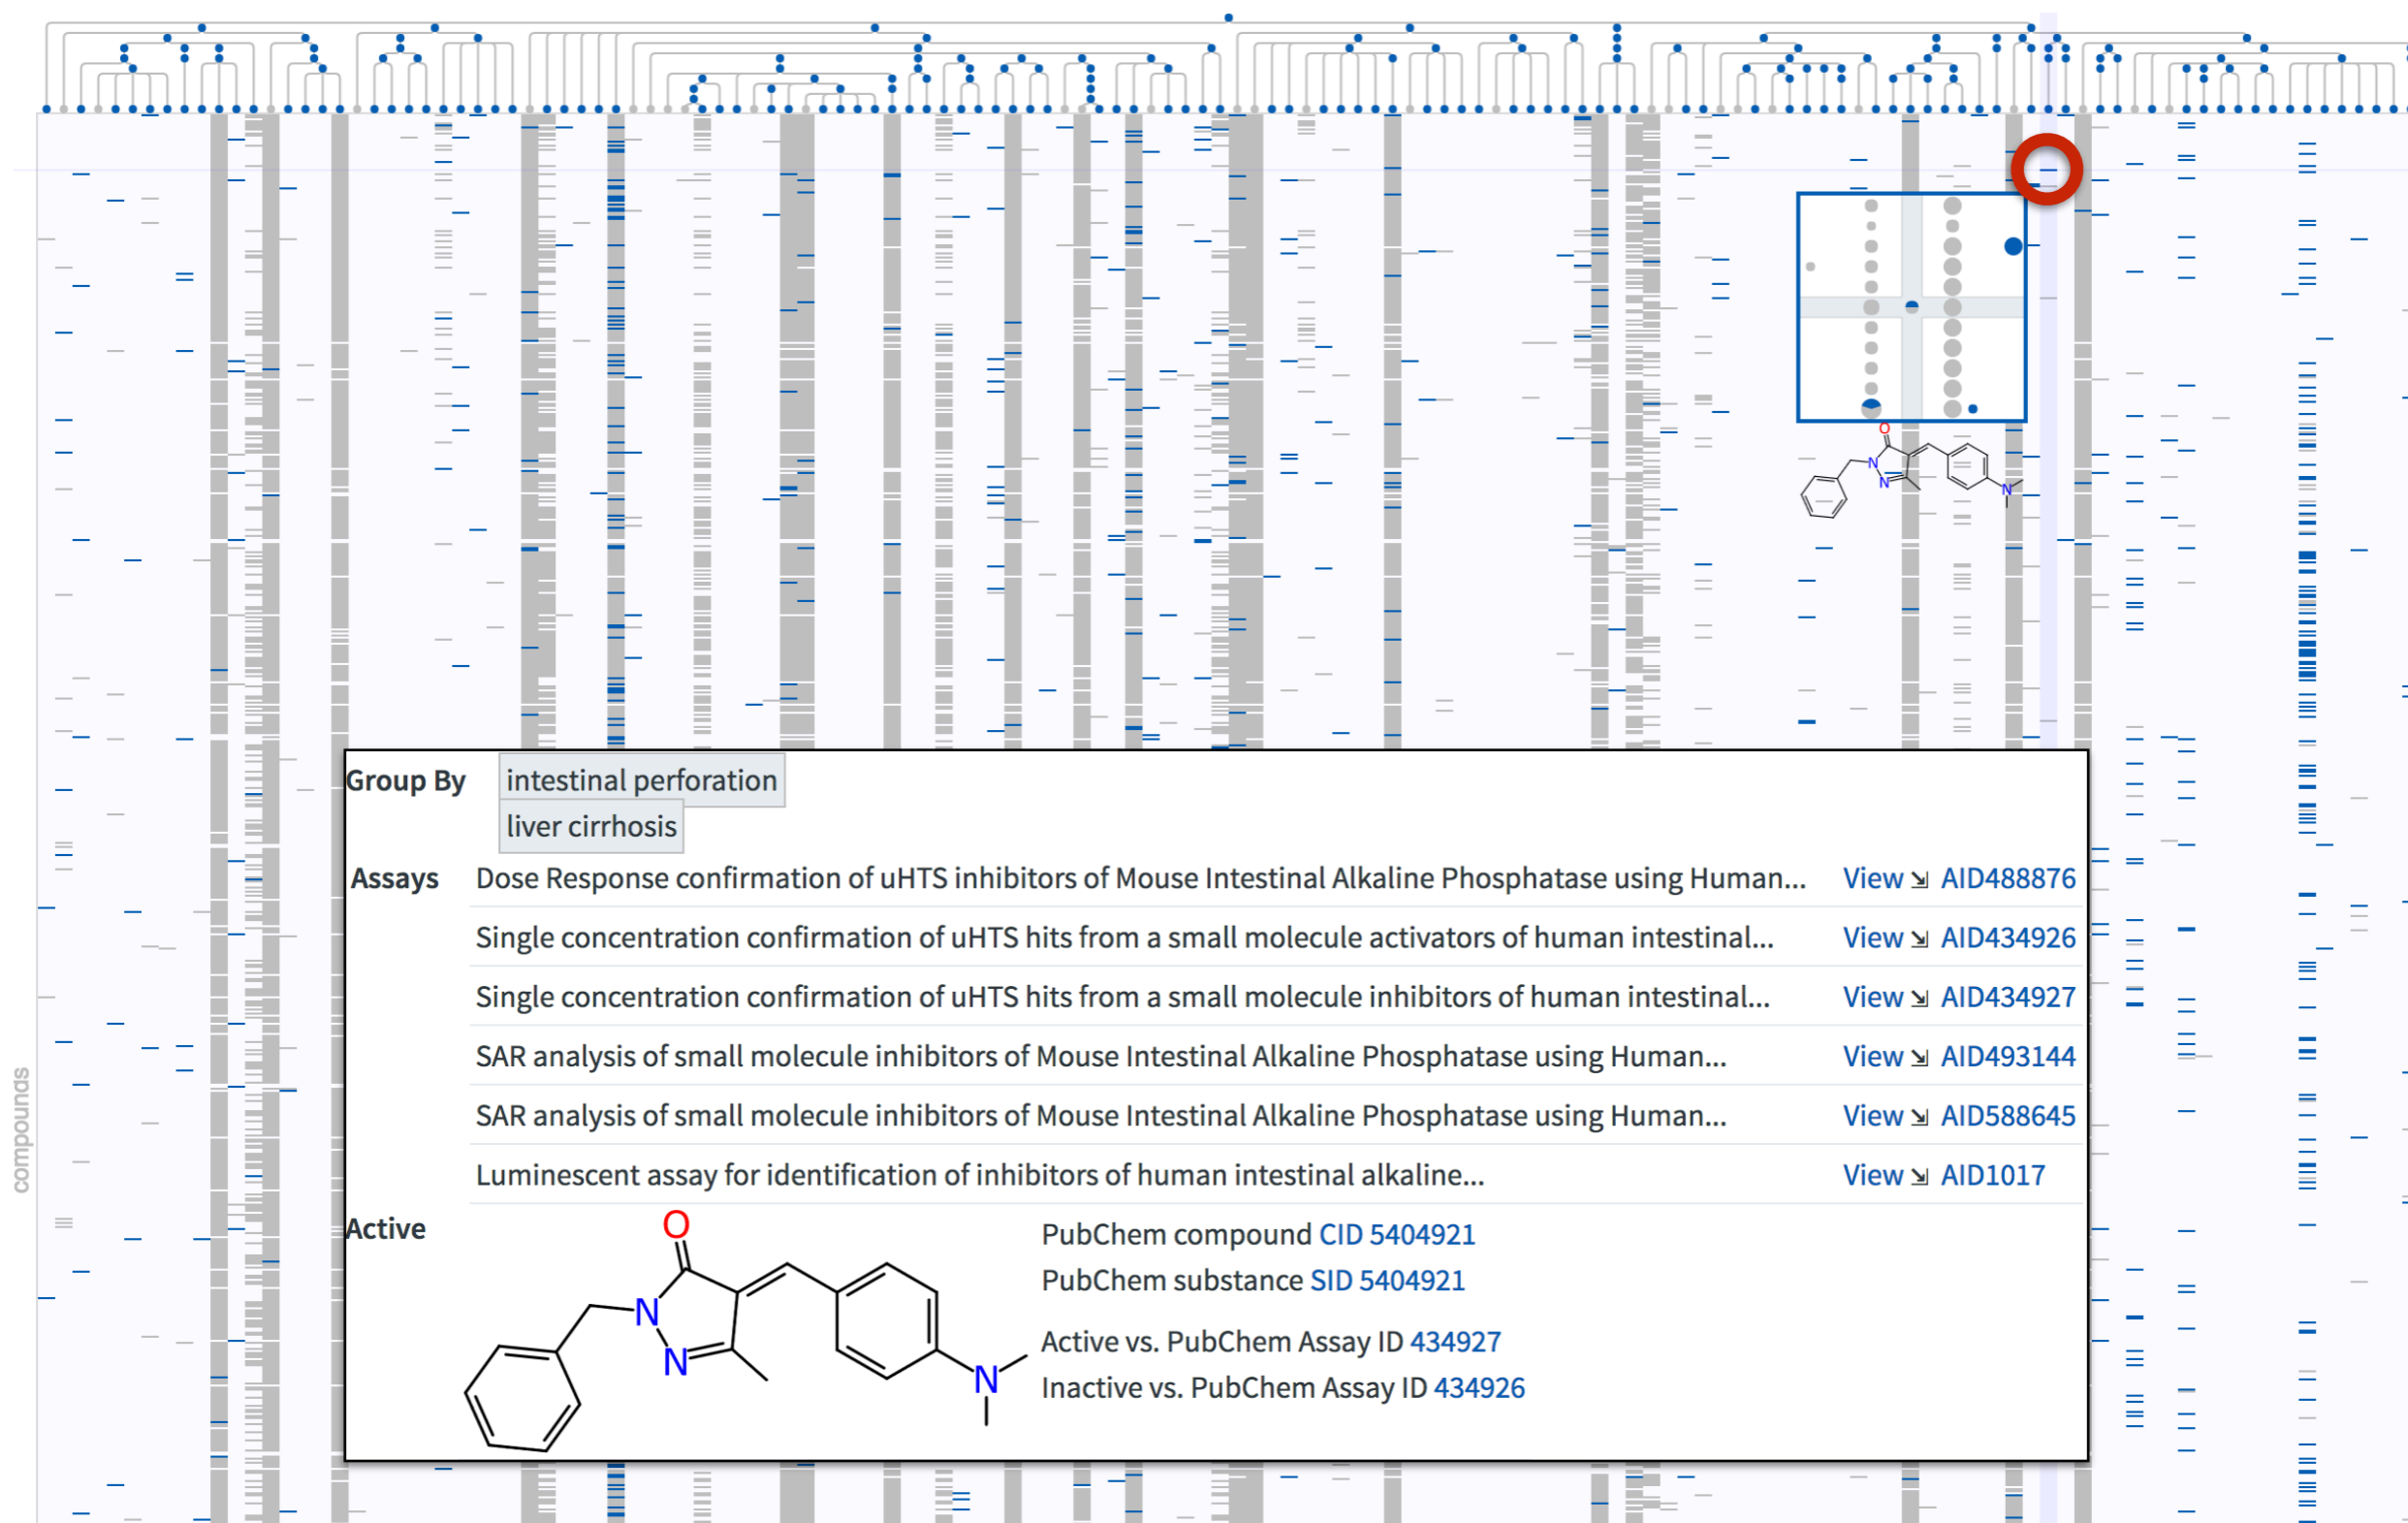 O
N
N
N
Group By intestinal perforation
liver cirrhosis
Assays Dose Response confirmation of uHTS inhibitors of Mouse Intestinal Alkaline Phosphatase using Human... View AID488876
Single concentration confirmation of uHTS hits from a small molecule activators of human intestinal... View AID434926
Single concentration confirmation of uHTS hits from a small molecule inhibitors of human intestinal... View AID434927
SAR analysis of small molecule inhibitors of Mouse Intestinal Alkaline Phosphatase using Human... View AID493144
SAR analysis of small molecule inhibitors of Mouse Intestinal Alkaline Phosphatase using Human... View AID588645
Luminescent assay for identification of inhibitors of human intestinal alkaline... View AID1017
compounds
Active
O
N
N
N
PubChem compound CID 5404921
PubChem substance SID 5404921
Active vs. PubChem Assay ID 434927
Inactive vs. PubChem Assay ID 434926